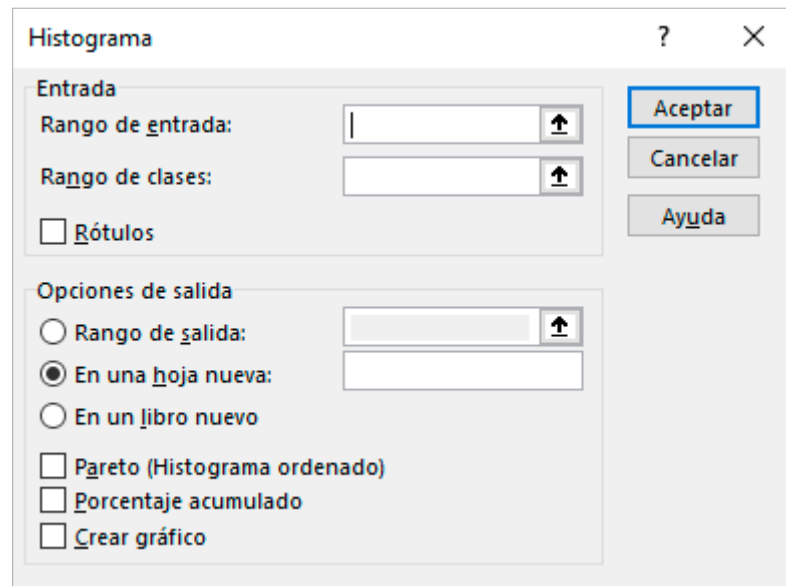 Histograma ?
Entrada
Rango de entrada:
Aceptar
Rango de clases:
Cancelar
Rótulos
Ayuda
Opciones de salida
Rango de salida:
En una hoja nueva:
En un libro nuevo
Pareto (Histograma ordenado)
Porcentaje acumulado
Crear gráfico